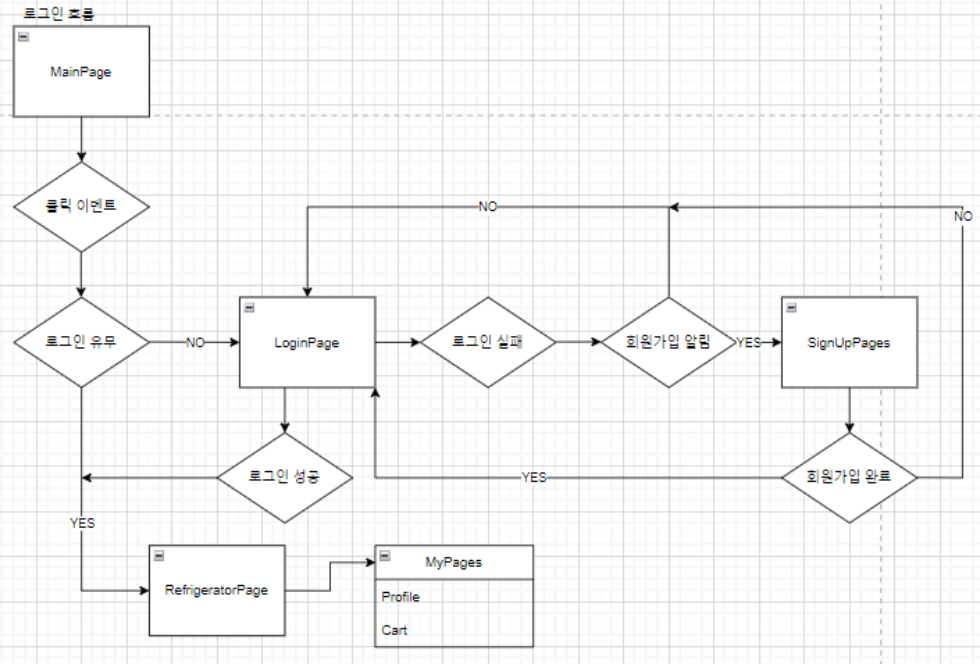 로그인 흐름
MainPage
클릭 이벤트
NO
NO
로그인 유무
NO
LoginPage
로그인 실패
회원가입 알림
YES
SignUpPages
로그인 성공
YES
회원가입 완료
YES
RefrigeratorPage
MyPages
Profile
Cart